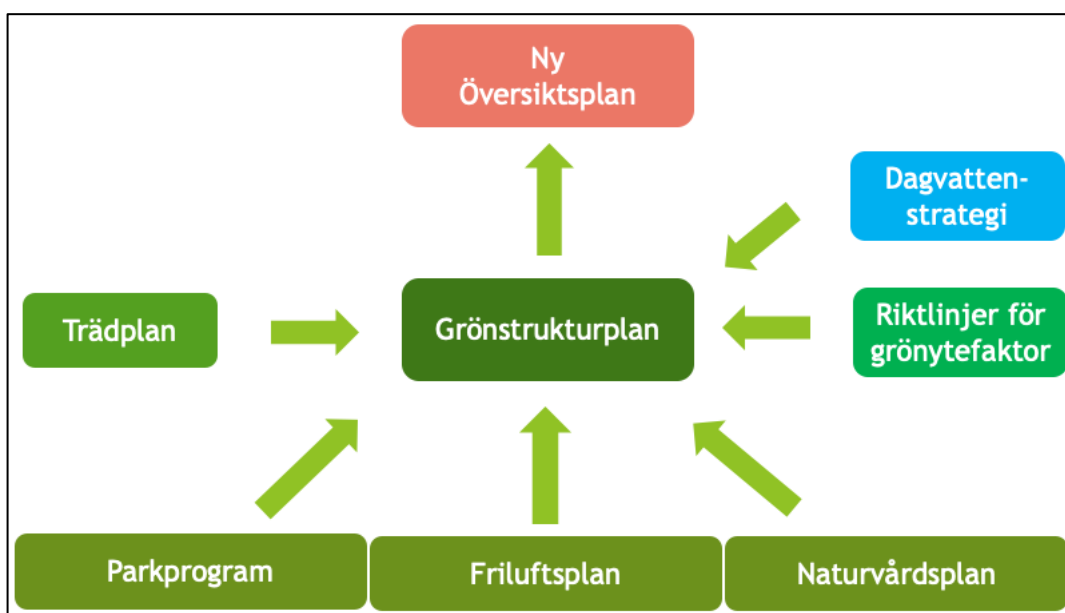 Ny
Översiktsplan
Dagvatten-
strategi
Trädplan
Grönstrukturplan
Riktlinjer för
grönytefaktor
Parkprogram
Friluftsplan
Naturvårdsplan